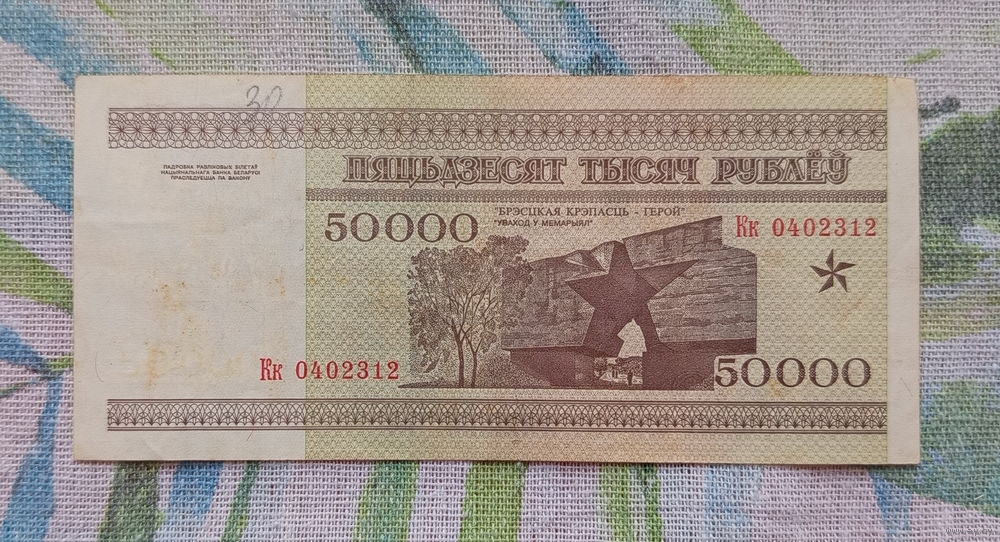 30
ПАДРОБКА РАЗЛІКОВЫХ БІЛЕТАЎ
НАЦЫЯНАЛЬНАГА БАНКА БЕЛАРУСІ
ПРАСЛЕДУЕЦЦА ПА ЗАКОНУ
ПЯЦЬДЗЕСЯТ ТЫСЯЧ РУБЛЁЎ
50000
"БРЭСЦКАЯ КРЭПАСЦЬ - ГЕРОЙ"
"УВАХОД У МЕМАРЫЯЛ"
Кк 0402312
Кк 0402312
50000